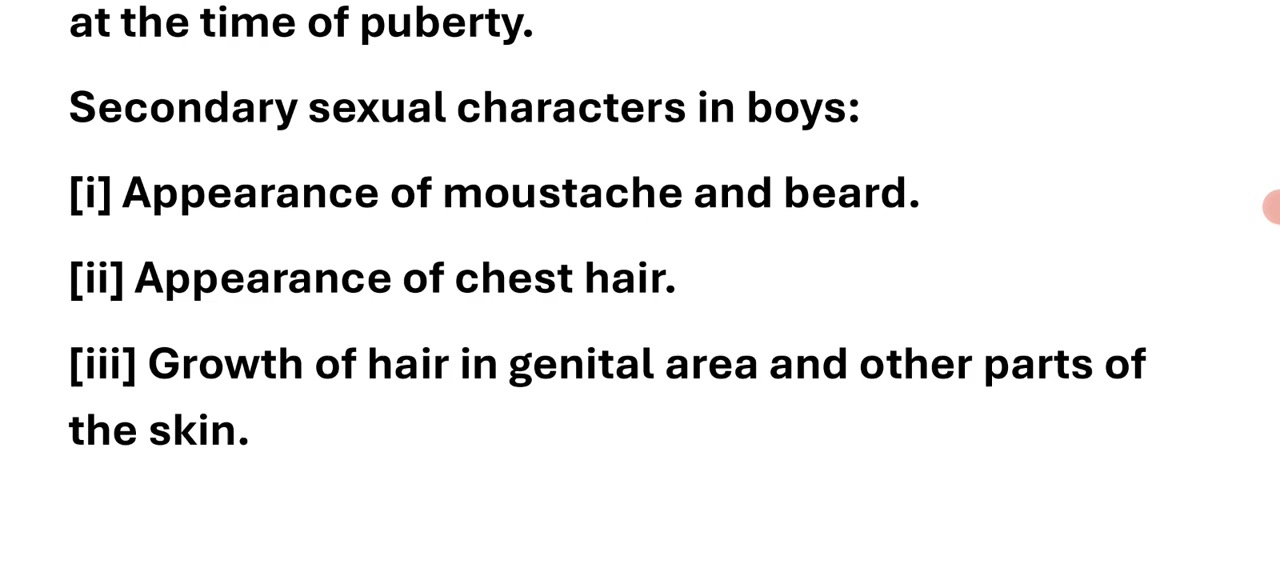 at the time of puberty.
Secondary sexual characters in boys:
[i] Appearance of moustache and beard.
[ii] Appearance of chest hair.
[iii] Growth of hair in genital area and other parts of
the skin.